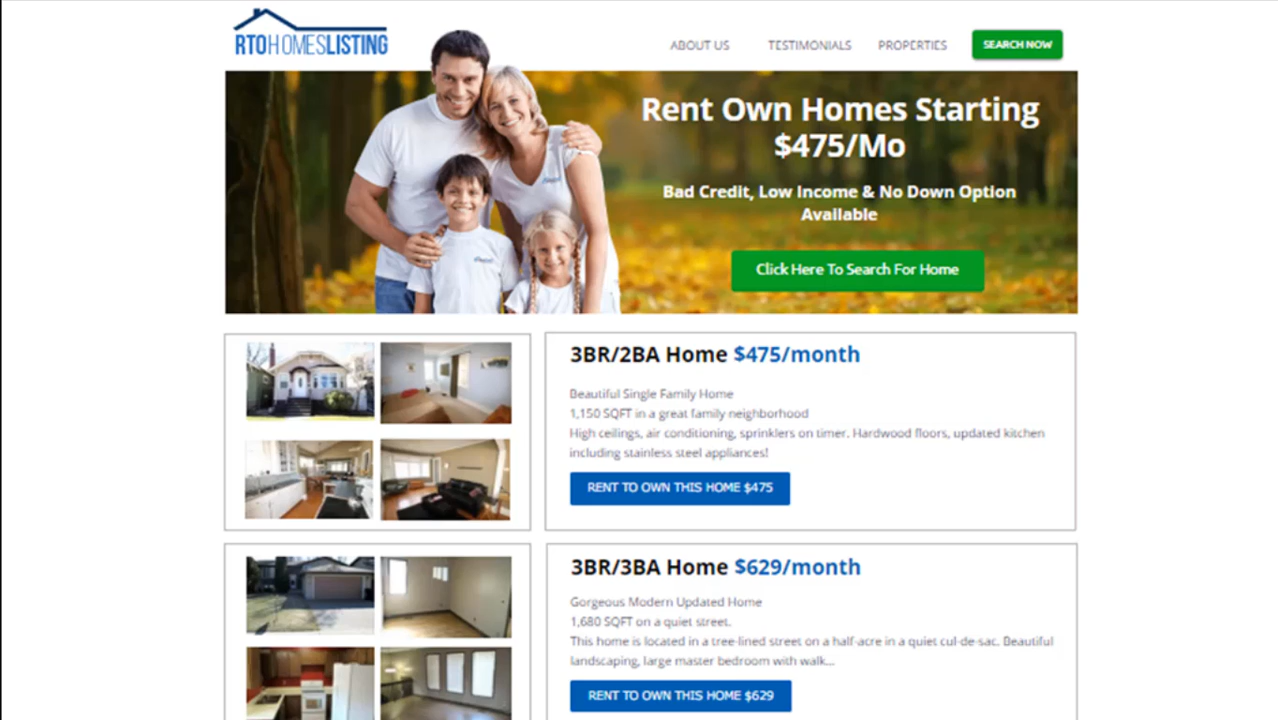 RTOHOMESLISTING
ABOUT US
TESTIMONIALS
PROPERTIES
SEARCH NOW
Rent Own Homes Starting
$475/Mo
Bad Credit, Low Income & No Down Option
Available
Click Here To Search For Home
3BR/2BA Home $475/month
Beautiful Single Family Home
1,150 SQFT in a great family neighborhood
High ceilings, air conditioning, sprinklers on timer. Hardwood floors, updated kitchen
including stainless steel appliances!
RENT TO OWN THIS HOME $475
3BR/3BA Home $629/month
Gorgeous Modern Updated Home
1,680 SQFT on a quiet street.
This home is located in a tree-lined street on a half-acre in a quiet cul-de-sac. Beautiful
landscaping, large master bedroom with walk...
RENT TO OWN THIS HOME $629